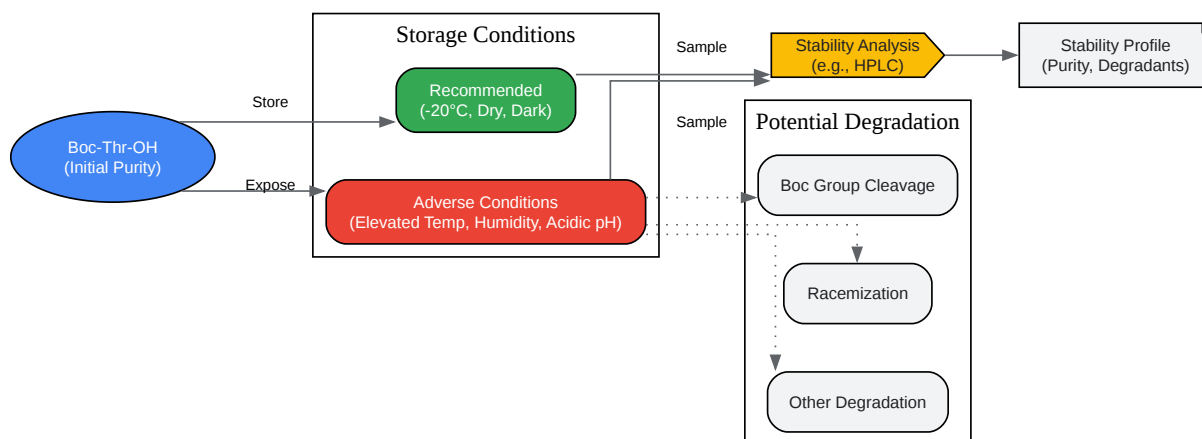 Storage Conditions
Sample
Stability Analysis
(e.g., HPLC)
Stability Profile
(Purity, Degradants)
Recommended
(-20°C, Dry, Dark)
Store
Sample
Potential Degradation
Boc-Thr-OH
(Initial Purity)
Expose
Adverse Conditions
(Elevated Temp, Humidity, Acidic pH)
Boc Group Cleavage
Racemization
Other Degradation